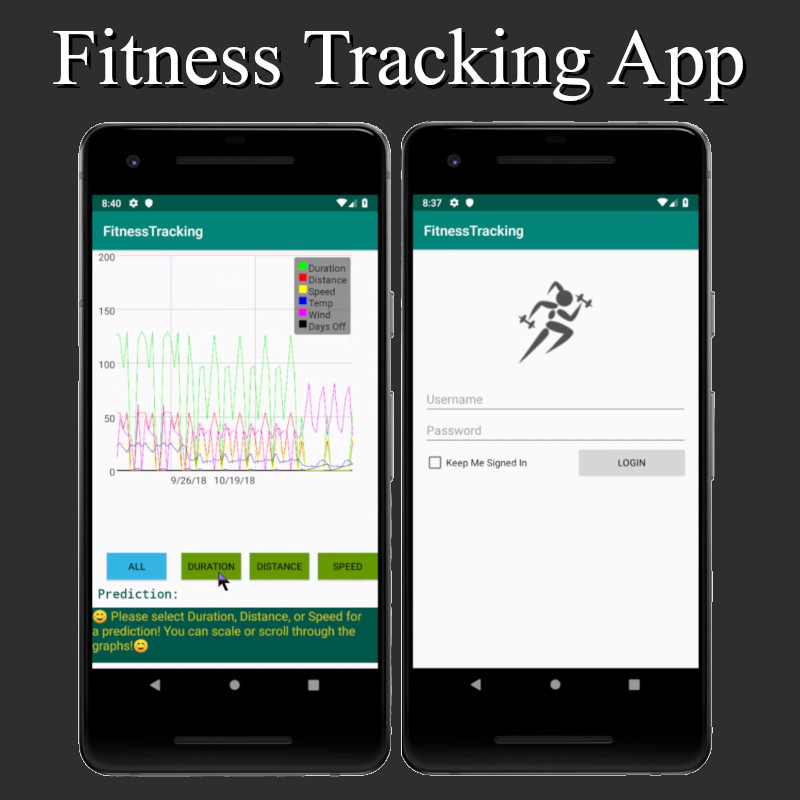 Fitness Tracking App
8:40
FitnessTracking
200
150
100
50
0
Duration
Distance
Speed
Temp
Wind
Days Off
9/26/18 10/19/18
ALL DURATION DISTANCE SPEED
Prediction:
😊 Please select Duration, Distance, or Speed for
a prediction! You can scale or scroll through the
graphs!😊
8:37
FitnessTracking
Username
Password
Keep Me Signed In LOGIN